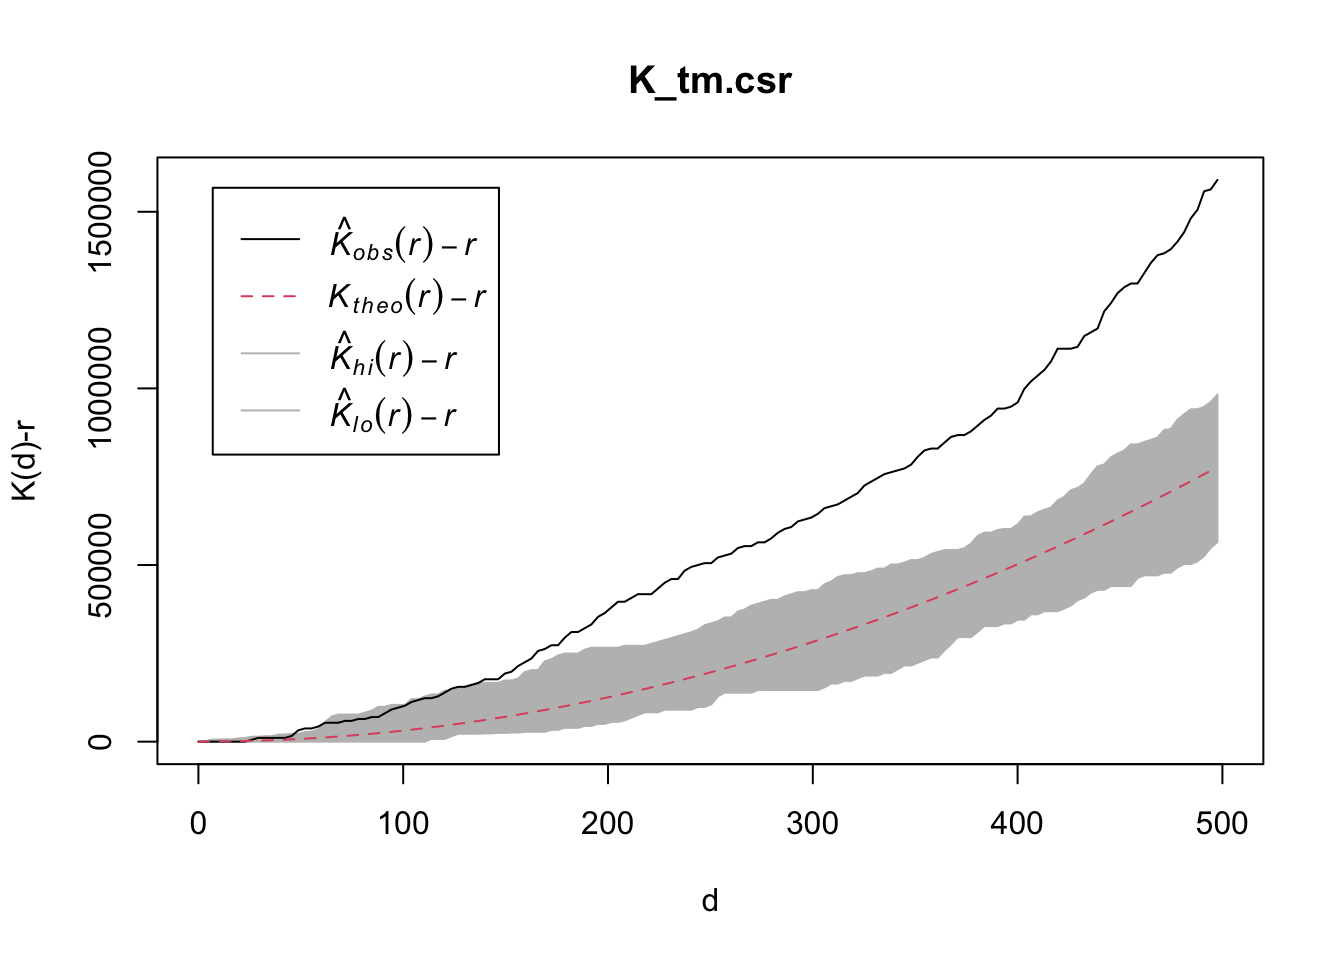 K_tm.csr
K̂obs(r) − r
Ktheo(r) − r
K̂hi(r) − r
K̂lo(r) − r
K(d)-r
1500000
1000000
500000
0
0 100 200 300 400 500
d